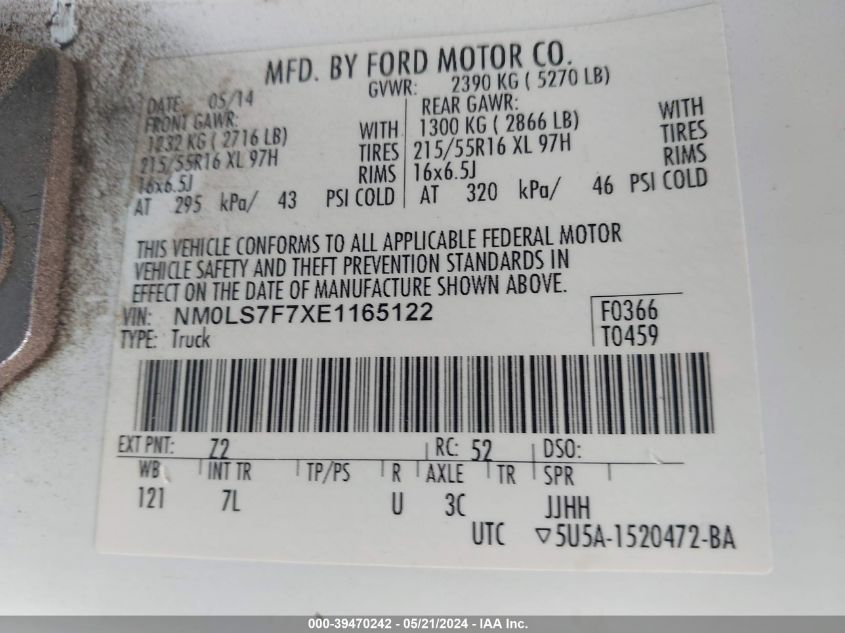 MFD. BY FORD MOTOR CO.
DATE: 05/14 GVWR: 2390 KG ( 5270 LB)
FRONT GAWR: REAR GAWR:
1232 KG ( 2716 LB) WITH 1300 KG ( 2866 LB) WITH
215/55R16 XL 97H TIRES 215/55R16 XL 97H TIRES
16x6.5J RIMS 16x6.5J RIMS
AT 295 kPa/ 43 PSI COLD AT 320 kPa/ 46 PSI COLD
THIS VEHICLE CONFORMS TO ALL APPLICABLE FEDERAL MOTOR
VEHICLE SAFETY AND THEFT PREVENTION STANDARDS IN
EFFECT ON THE DATE OF MANUFACTURE SHOWN ABOVE.
VIN: NM0LS7F7XE1165122 F0366
TYPE: Truck T0459
EXT PNT: Z2 RC: 52 DSO:
WB INT TR TP/PS R AXLE TR SPR
121 7L U 3C JJHH
UTC ▽5U5A-1520472-BA
000-39470242 - 05/21/2024 - IAAI.com.